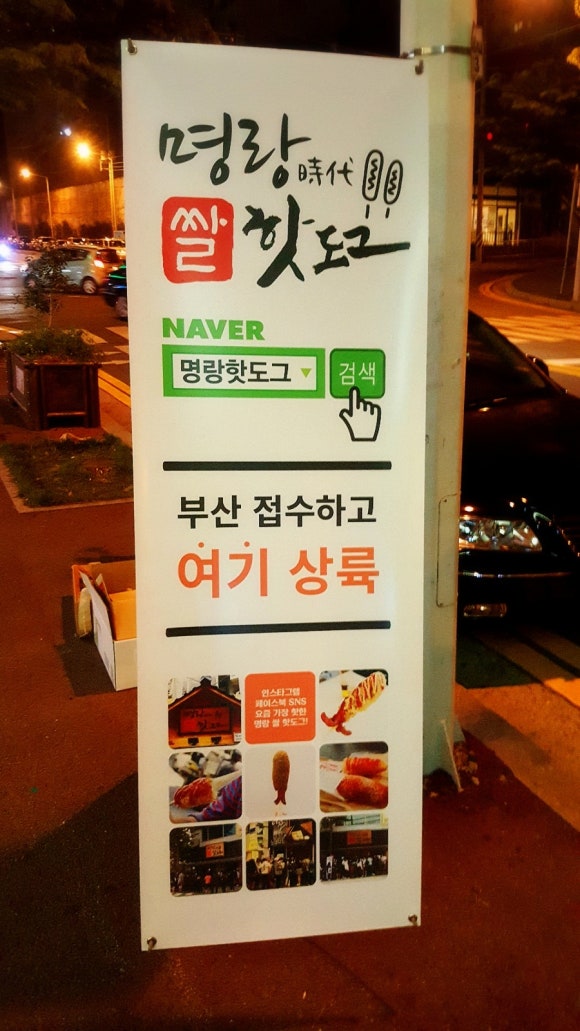 명랑時代
쌀핫도그
NAVER
명랑핫도그
검색
부산 접수하고
여기 상륙
인스타그램
페이스북 SNS
요즘 가장 핫한
명랑 쌀 핫도그!